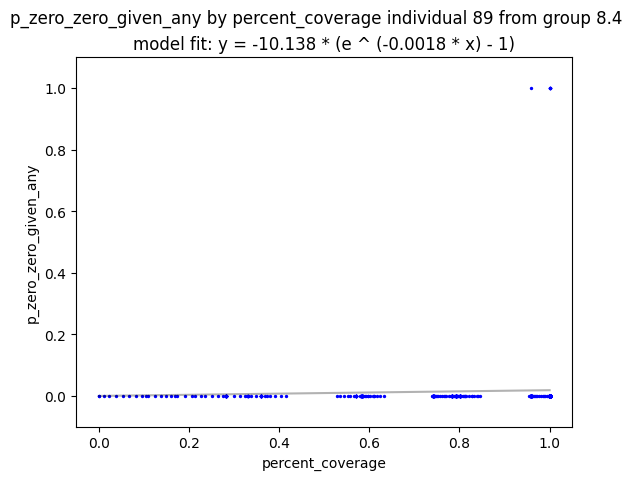 p_zero_zero_given_any by percent_coverage individual 89 from group 8.4
model fit: y = -10.138 * (e ^ (-0.0018 * x) - 1)
1.0
0.8
0.6
0.4
0.2
0.0
p_zero_zero_given_any
0.0 0.2 0.4 0.6 0.8 1.0
percent_coverage